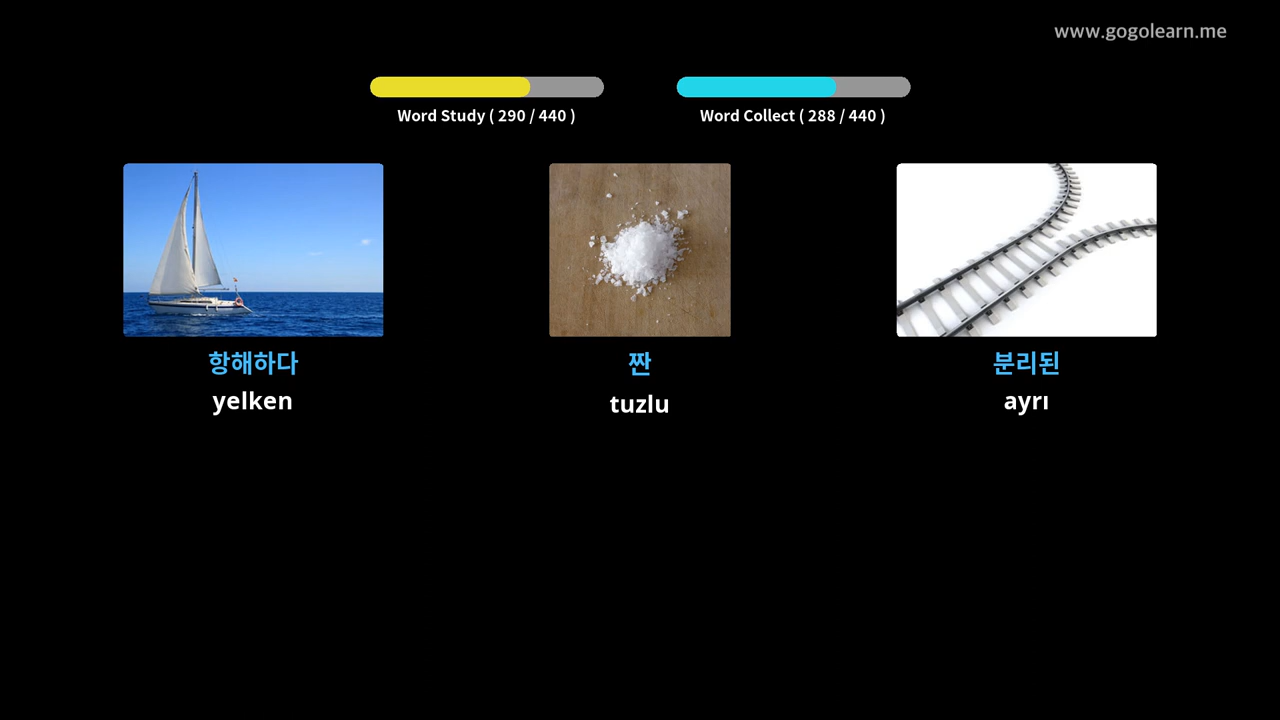 www.gogolearn.me
Word Study ( 290 / 440 )
Word Collect ( 288 / 440 )
항해하다
짠
분리된
yelken
tuzlu
ayrı